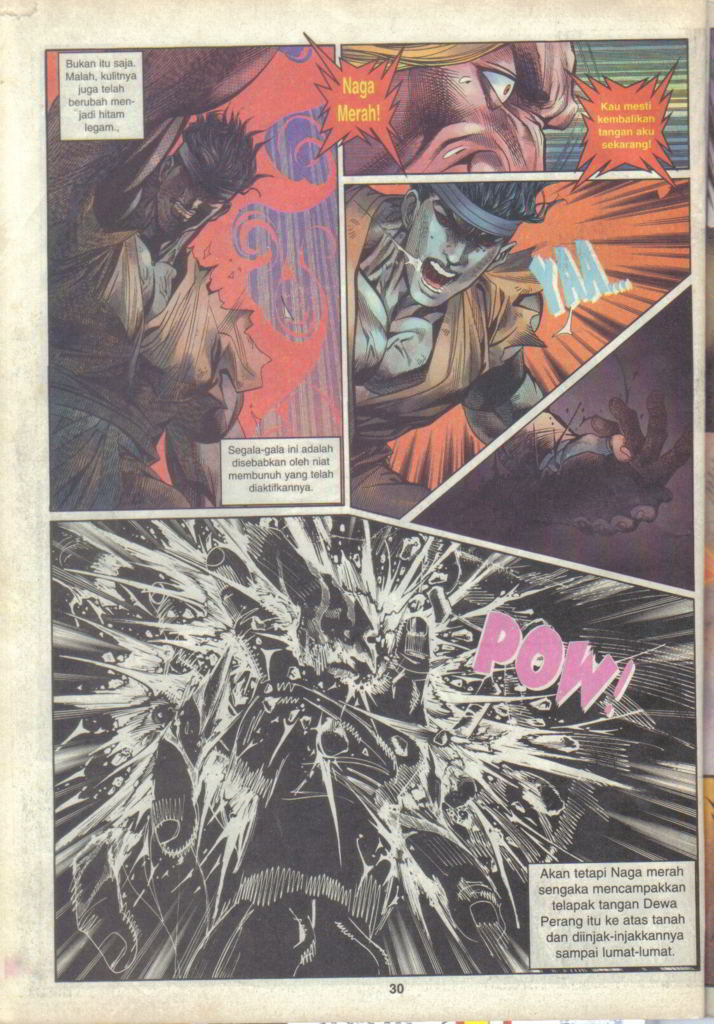 Bukan itu saja.
Malah, kulitnya
juga telah
berubah men-
jadi hitam
legam.,
Naga
Merah!
Kau mesti
kembalikan
tangan aku
sekarang!
YAA...
Segala-gala ini adalah
disebabkan oleh niat
membunuh yang telah
diaktifkannya.
POW!
Akan tetapi Naga merah
sengaka mencampakkan
telapak tangan Dewa
Perang itu ke atas tanah
dan diinjak-injakkannya
sampai lumat-lumat.
30